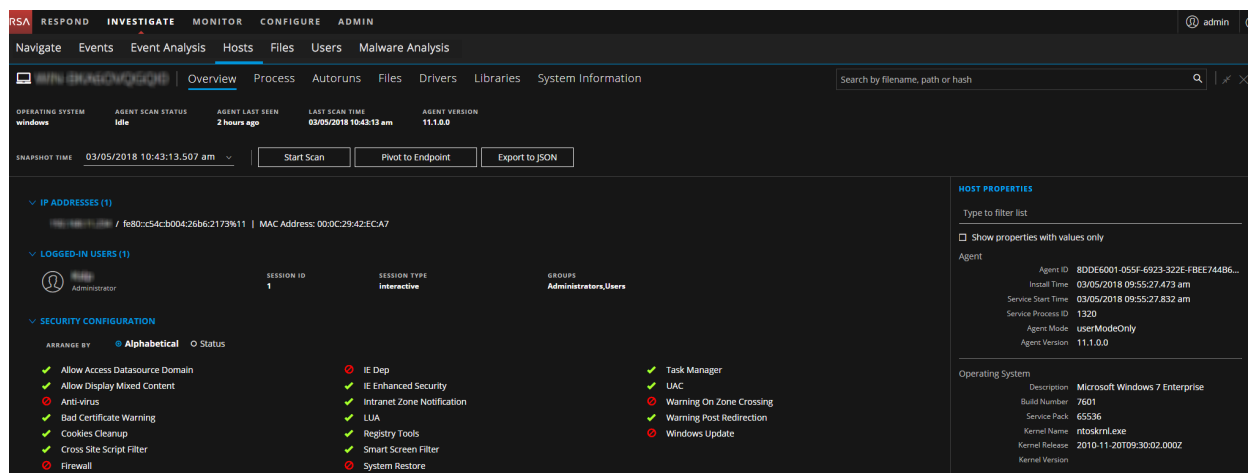 RSA RESPOND INVESTIGATE MONITOR CONFIGURE ADMIN admin
Navigate Events Event Analysis Hosts Files Users Malware Analysis
Overview Process Autoruns Files Drivers Libraries System Information Search by filename, path or hash
OPERATING SYSTEM AGENT SCAN STATUS AGENT LAST SEEN LAST SCAN TIME AGENT VERSION
windows Idle 2 hours ago 03/05/2018 10:43:13 am 11.1.0.0
SNAPSHOT TIME 03/05/2018 10:43:13.507 am Start Scan Pivot to Endpoint Export to JSON
IP ADDRESSES (1)
/ fe80::c54c:b004:26b6:2173%11 | MAC Address: 00:0C:29:42:EC:A7
LOGGED-IN USERS (1)
SESSION ID SESSION TYPE GROUPS
Administrator 1 interactive Administrators,Users
SECURITY CONFIGURATION
ARRANGE BY Alphabetical Status
Allow Access Datasource Domain IE Dep Task Manager
Allow Display Mixed Content IE Enhanced Security UAC
Anti-virus Intranet Zone Notification Warning On Zone Crossing
Bad Certificate Warning LUA Warning Post Redirection
Cookies Cleanup Registry Tools Windows Update
Cross Site Script Filter Smart Screen Filter
Firewall System Restore
HOST PROPERTIES
Type to filter list
Show properties with values only
Agent
Agent ID 8DDE6001-055F-6923-322E-FBEE744B6...
Install Time 03/05/2018 09:55:27.473 am
Service Start Time 03/05/2018 09:55:27.832 am
Service Process ID 1320
Agent Mode userModeOnly
Agent Version 11.1.0.0
Operating System
Description Microsoft Windows 7 Enterprise
Build Number 7601
Service Pack 65536
Kernel Name ntoskrnl.exe
Kernel Release 2010-11-20T09:30:02.000Z
Kernel Version